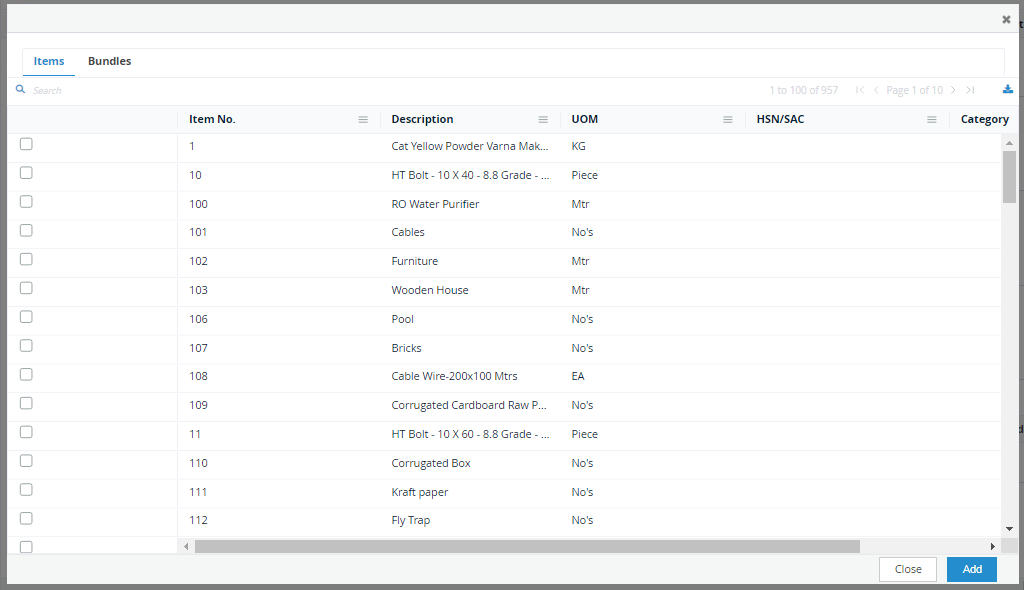 Items Bundles
Search 1 to 100 of 957 Page 1 of 10
Item No. Description UOM HSN/SAC Category
1 Cat Yellow Powder Varna Mak... KG
10 HT Bolt - 10 X 40 - 8.8 Grade - ... Piece
100 RO Water Purifier Mtr
101 Cables No's
102 Furniture Mtr
103 Wooden House Mtr
106 Pool No's
107 Bricks No's
108 Cable Wire-200x100 Mtrs EA
109 Corrugated Cardboard Raw P... No's
11 HT Bolt - 10 X 60 - 8.8 Grade - ... Piece
110 Corrugated Box No's
111 Kraft paper No's
112 Fly Trap No's
Close Add